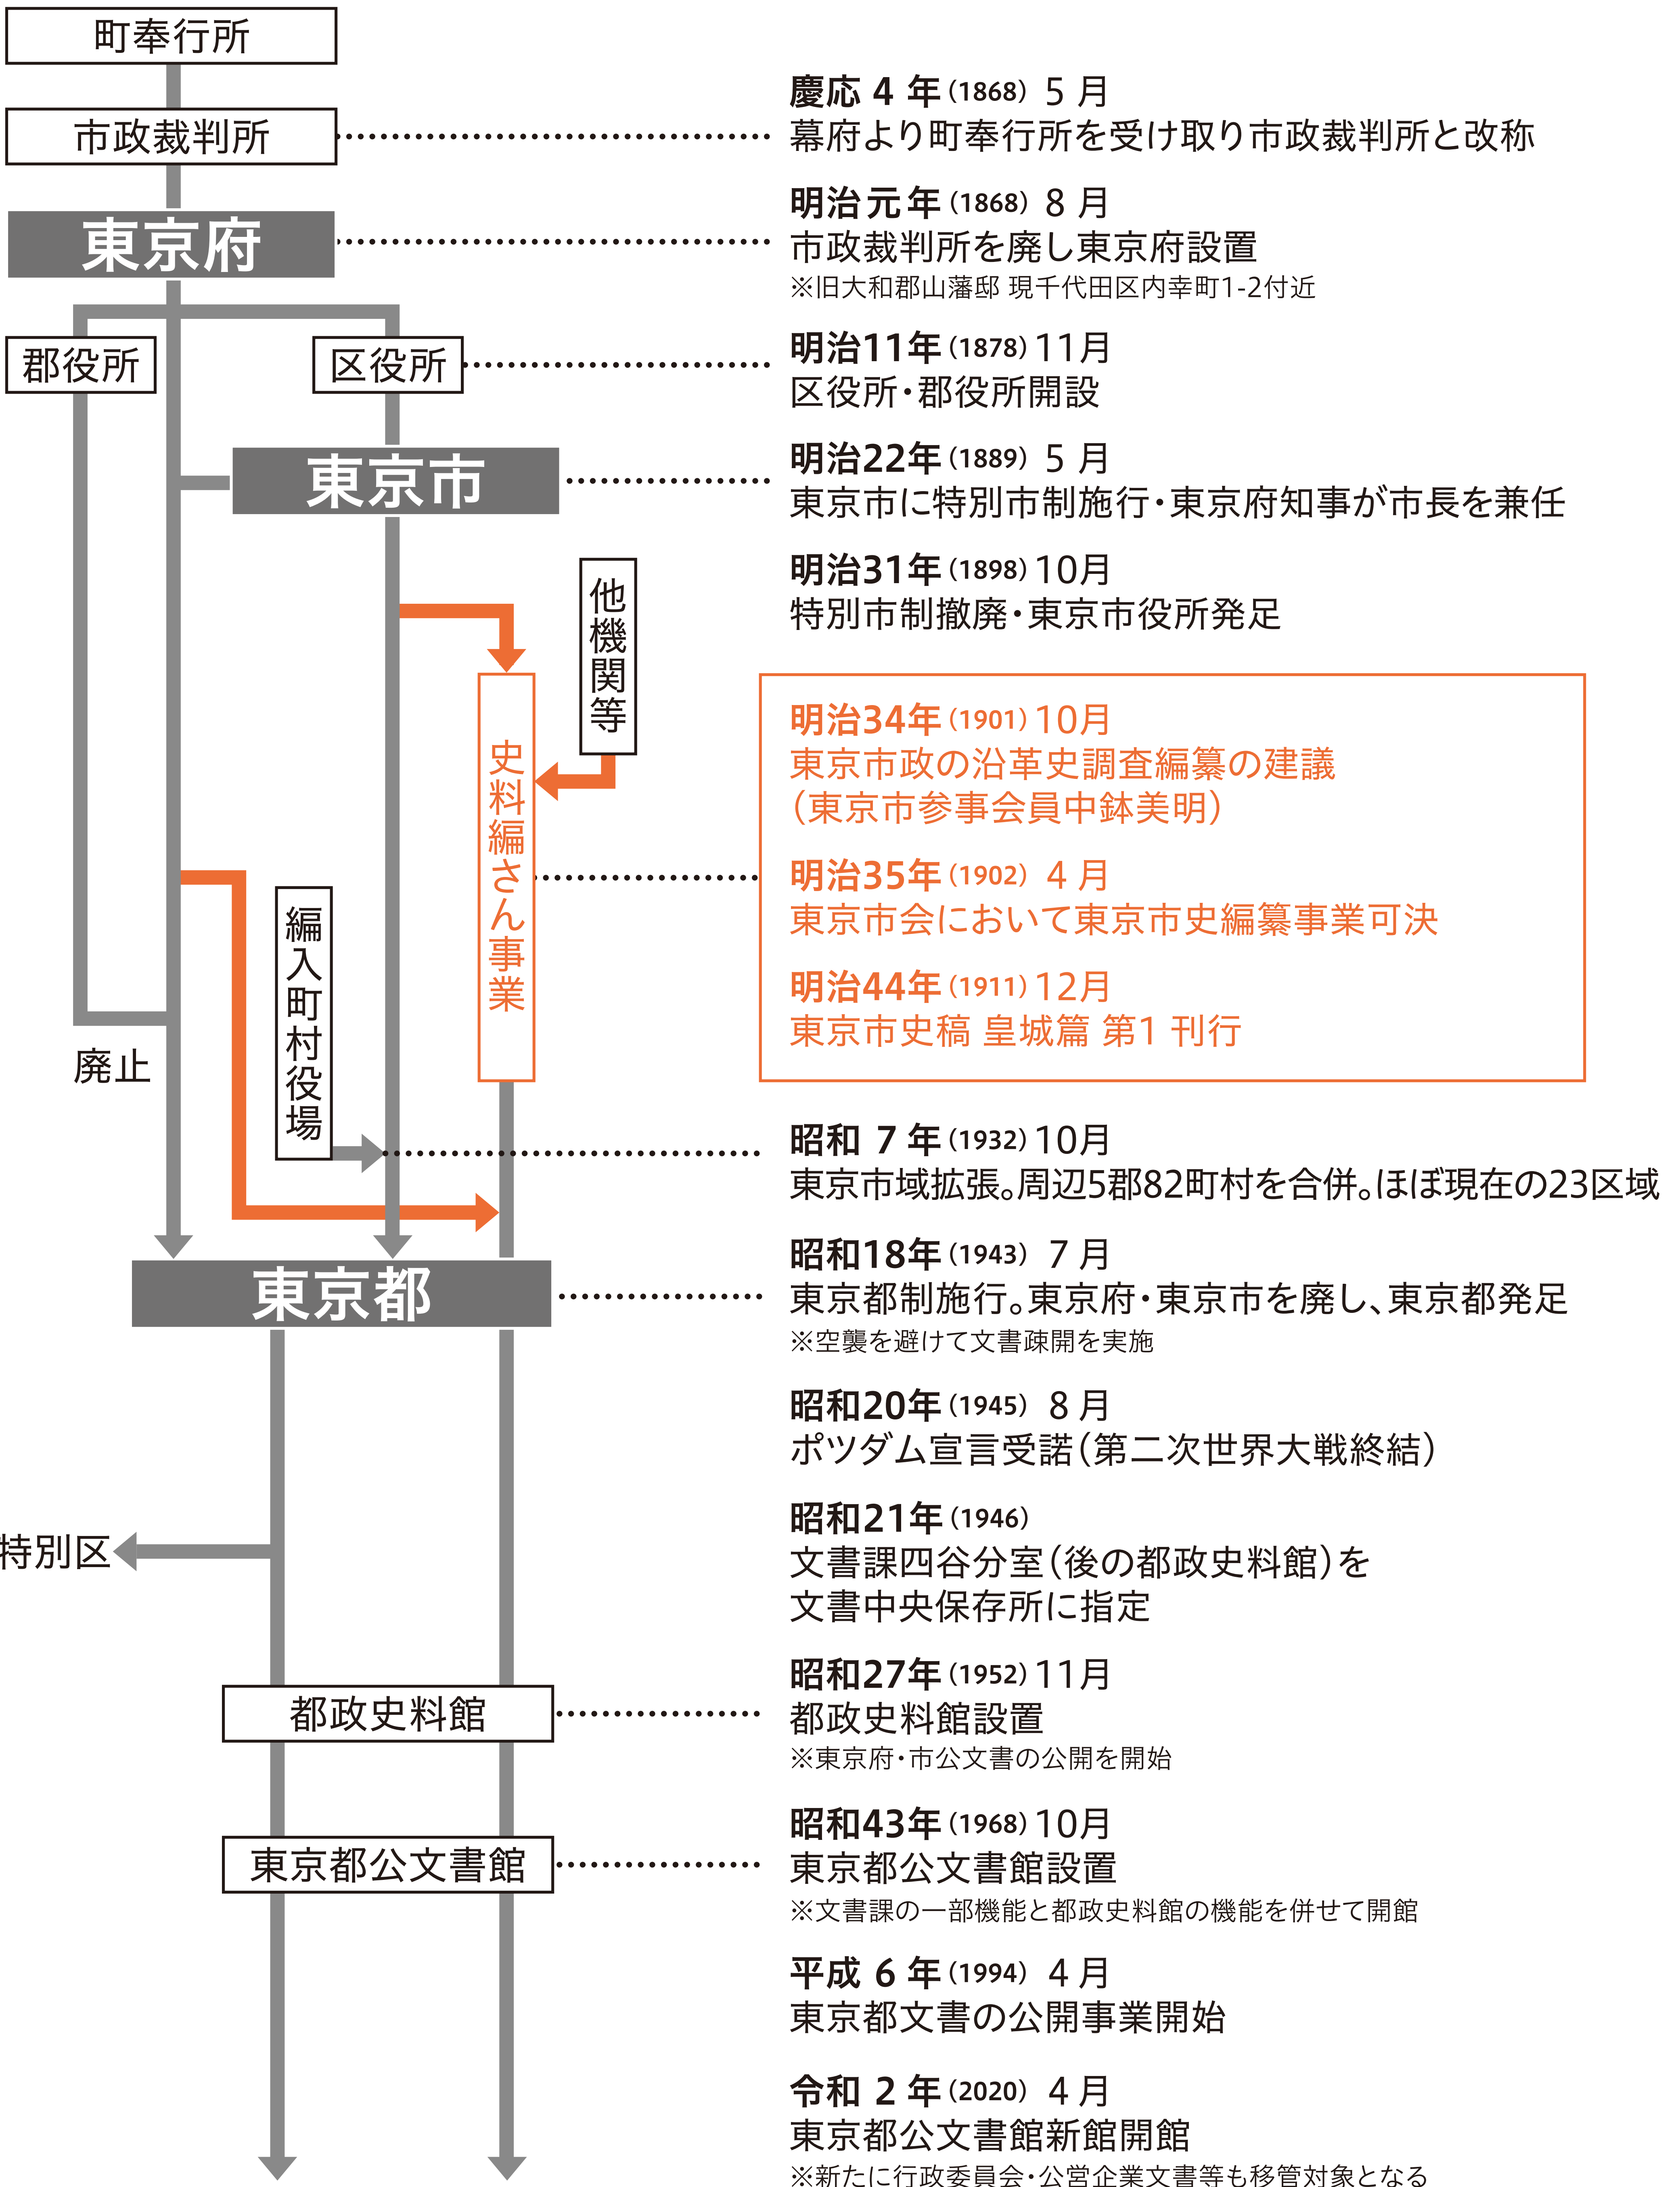 町奉行所
市政裁判所
東京府
郡役所
区役所
東京市
他機関等
史料編さん事業
編入町村役場
廃止
東京都
特別区
都政史料館
東京都公文書館
慶応 4 年(1868) 5 月
幕府より町奉行所を受け取り市政裁判所と改称
明治元年(1868) 8 月
市政裁判所を廃し東京府設置
※旧大和郡山藩邸 現千代田区内幸町1-2付近
明治11年(1878)11月
区役所・郡役所開設
明治22年(1889) 5 月
東京市に特別市制施行・東京府知事が市長を兼任
明治31年(1898)10月
特別市制撤廃・東京市役所発足
明治34年(1901)10月
東京市政の沿革史調査編纂の建議
（東京市参事会員中鉢美明）
明治35年(1902) 4 月
東京市会において東京市史編纂事業可決
明治44年(1911)12月
東京市史稿 皇城篇 第1 刊行
昭和 7 年(1932)10月
東京市域拡張。周辺5郡82町村を合併。ほぼ現在の23区域
昭和18年(1943) 7 月
東京都制施行。東京府・東京市を廃し、東京都発足
※空襲を避けて文書疎開を実施
昭和20年(1945) 8 月
ポツダム宣言受諾（第二次世界大戦終結）
昭和21年(1946)
文書課四谷分室（後の都政史料館）を
文書中央保存所に指定
昭和27年(1952)11月
都政史料館設置
※東京府・市公文書の公開を開始
昭和43年(1968)10月
東京都公文書館設置
※文書課の一部機能と都政史料館の機能を併せて開館
平成 6 年(1994) 4 月
東京都文書の公開事業開始
令和 2 年(2020) 4 月
東京都公文書館新館開館
※新たに行政委員会・公営企業文書等も移管対象となる